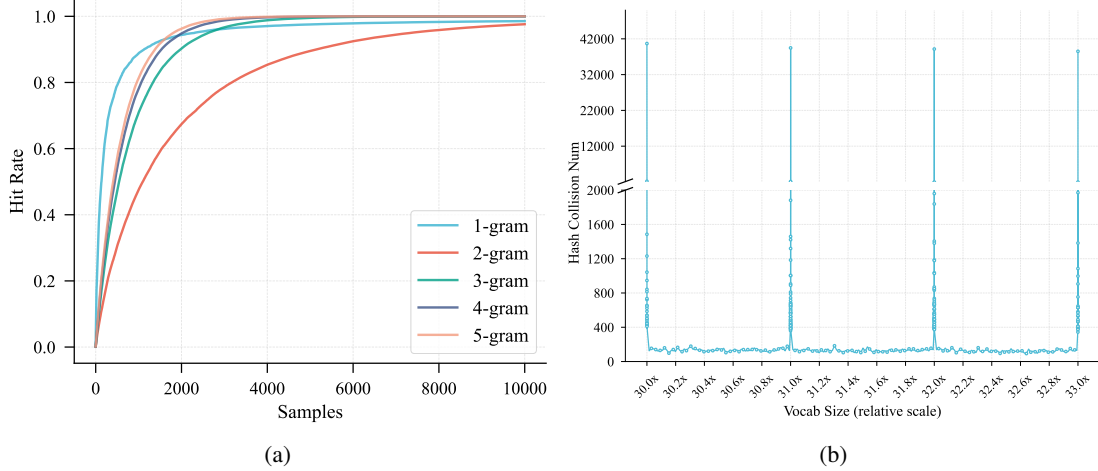 1.0
0.8
0.6
0.4
0.2
0.0
Hit Rate
0
2000
4000
6000
8000
10000
Samples
1-gram
2-gram
3-gram
4-gram
5-gram
(a)
42000
32000
22000
12000
2000
1600
1200
800
400
0
Hash Collision Num
30.0x
30.2x
30.4x
30.6x
30.8x
31.0x
31.2x
31.4x
31.6x
31.8x
32.0x
32.2x
32.4x
32.6x
32.8x
33.0x
Vocab Size (relative scale)
(b)